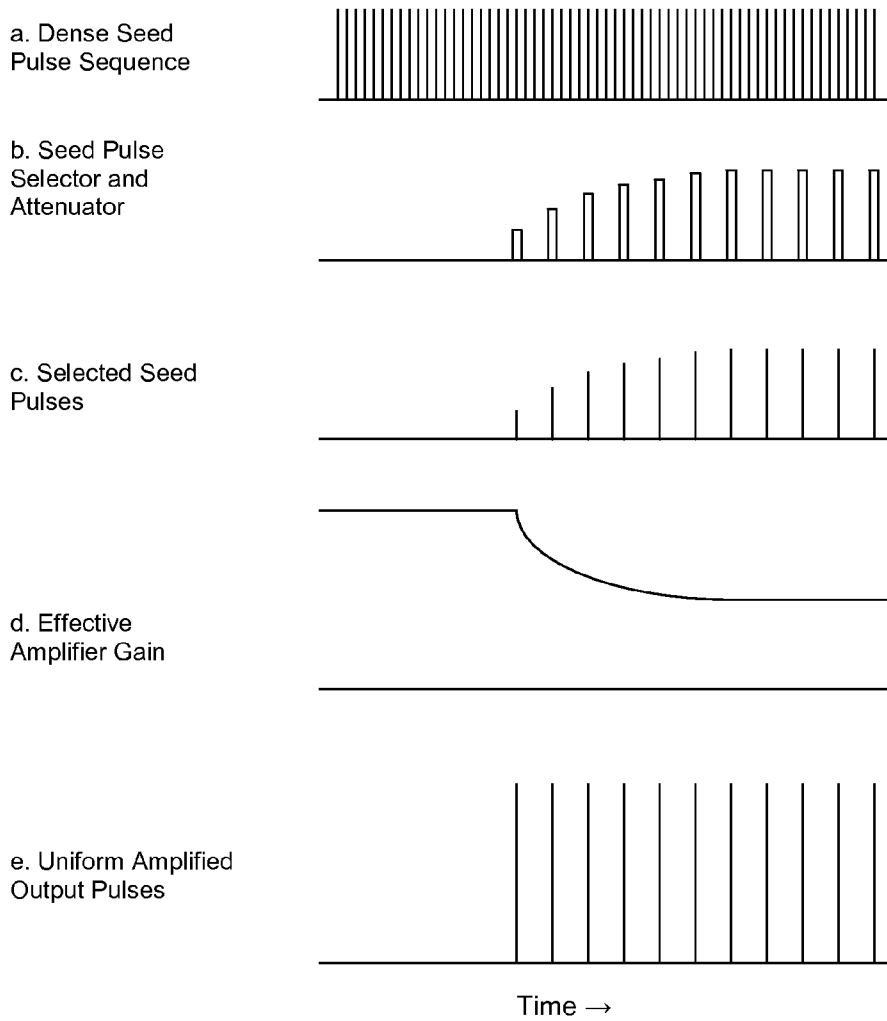 a. Dense Seed
Pulse Sequence
b. Seed Pulse
Selector and
Attenuator
c. Selected Seed
Pulses
d. Effective
Amplifier Gain
e. Uniform Amplified
Output Pulses
Time →